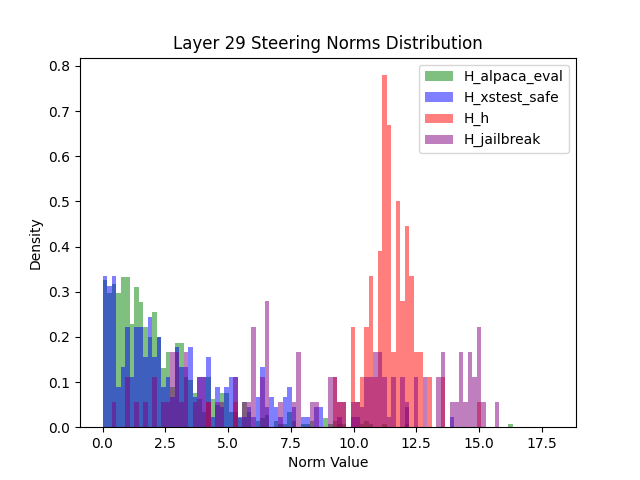 Layer 29 Steering Norms Distribution
H_alpaca_eval
H_xstest_safe
H_h
H_jailbreak
Density
0.8
0.7
0.6
0.5
0.4
0.3
0.2
0.1
0.0
0.0 2.5 5.0 7.5 10.0 12.5 15.0 17.5
Norm Value